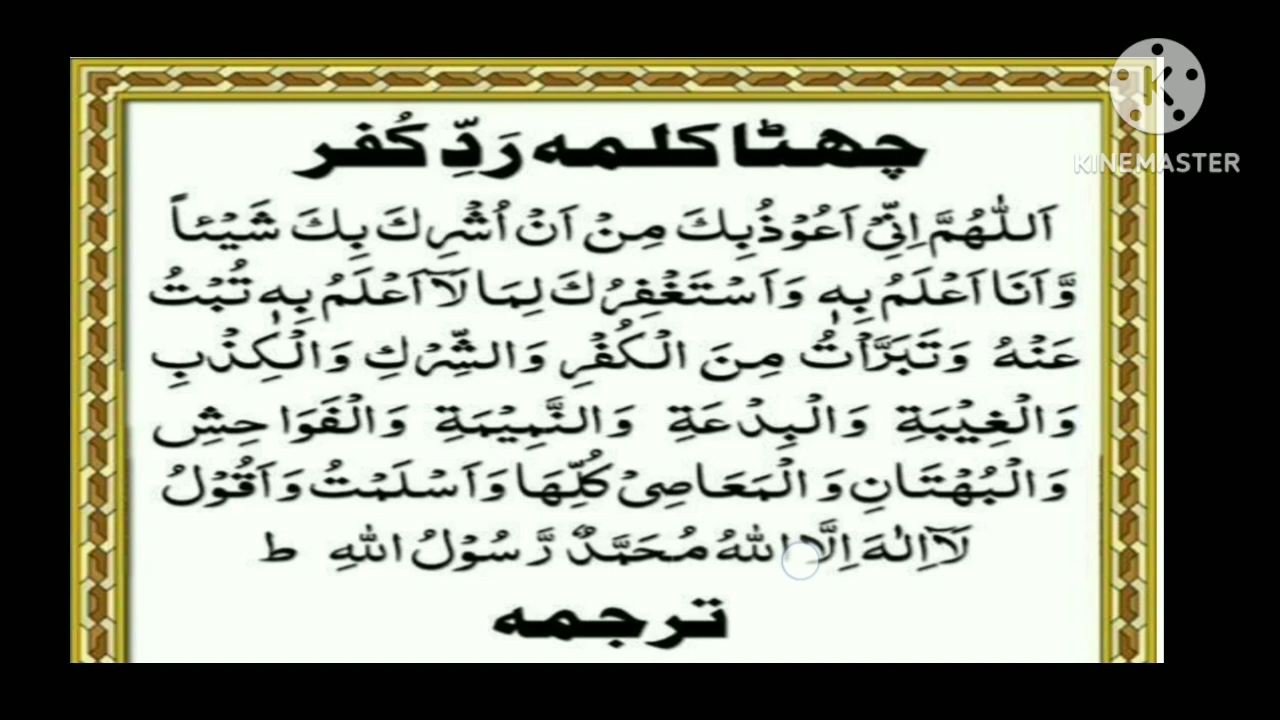 چھٹا کلمہ رَدِّ کُفر
KINEMASTER
اَللّٰهُمَّ اِنِّیْۤ اَعُوْذُبِكَ مِنْ اَنْ اُشْرِكَ بِكَ شَیْئاً
وَّاَنَا اَعْلَمُ بِهٖ وَاَسْتَغْفِرُكَ لِمَا لَاۤ اَعْلَمُ بِهٖ تُبْتُ
عَنْهُ وَتَبَرَّاْتُ مِنَ الْكُفْرِ وَالشِّرْكِ وَالْكِذْبِ
وَالْغِیْبَةِ وَالْبِدْعَةِ وَالنَّمِیْمَةِ وَالْفَوَاحِشِ
وَالْبُهْتَانِ وَالْمَعَاصِیْ كُلِّهَا وَاَسْلَمْتُ وَاَقُوْلُ
لَاۤ اِلٰهَ اِلَّا اللّٰهُ مُحَمَّدٌ رَّسُوْلُ اللّٰهِ ط
ترجمہ